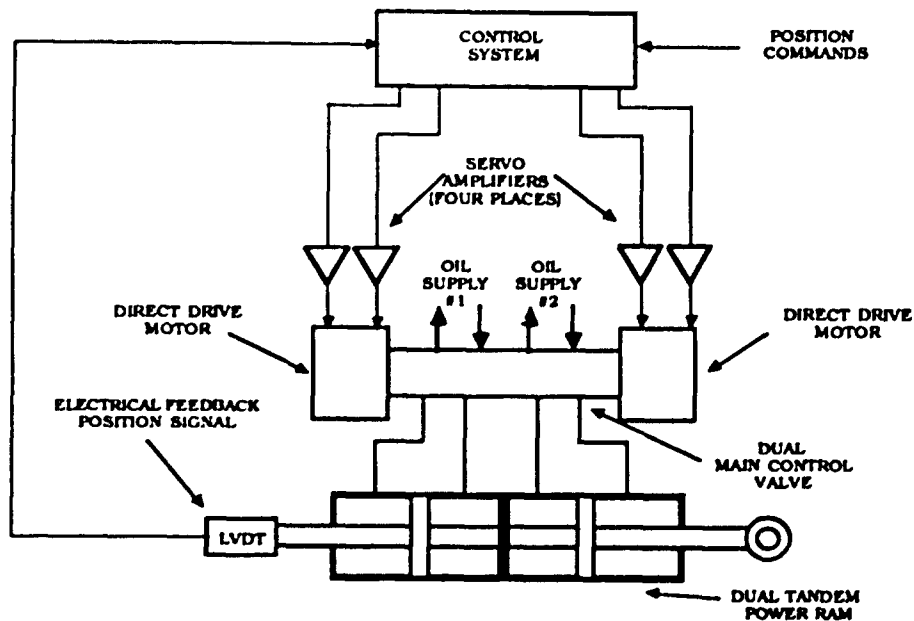 CONTROL
SYSTEM
POSITION
COMMANDS
SERVO
AMPLIFIERS
(FOUR PLACES)
OIL
SUPPLY
#1
OIL
SUPPLY
#2
DIRECT DRIVE
MOTOR
DIRECT DRIVE
MOTOR
ELECTRICAL FEEDBACK
POSITION SIGNAL
DUAL
MAIN CONTROL
VALVE
LVDT
DUAL TANDEM
POWER RAM